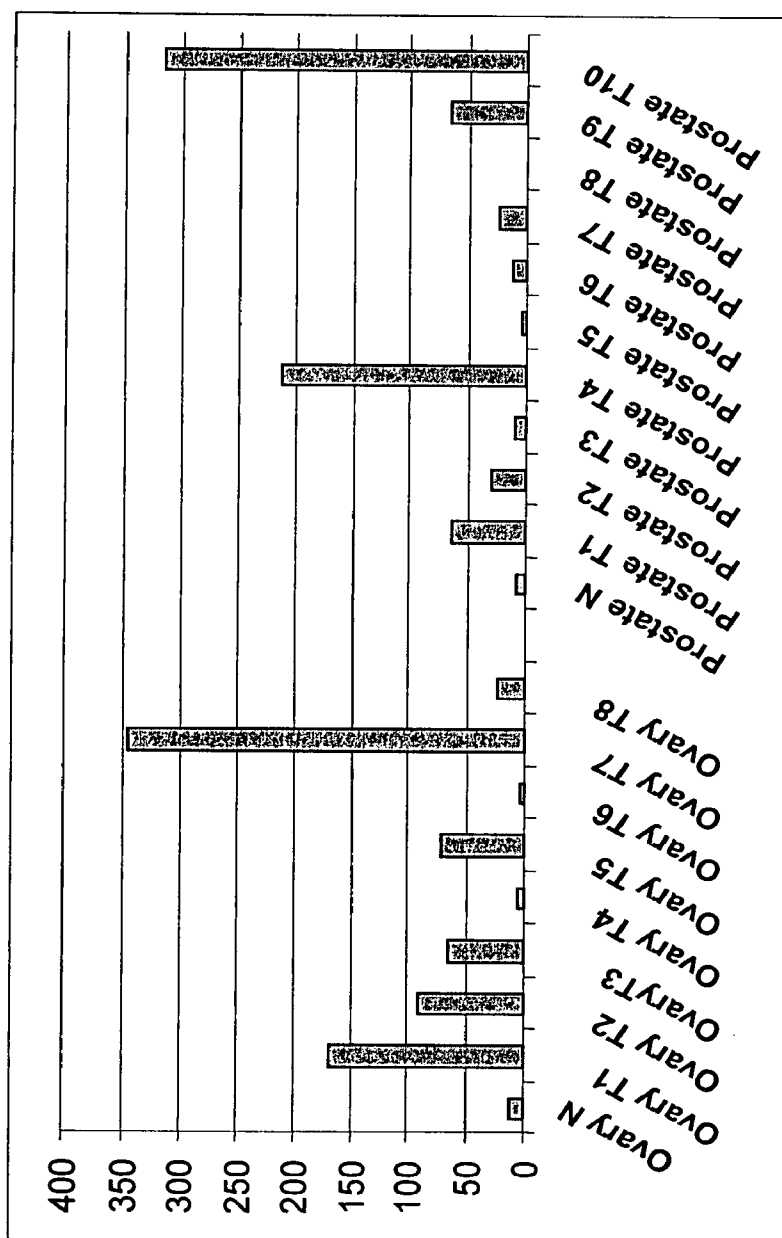 350
400
300
250
200
150
100
50
0
Ovary N
Ovary T1
Ovary T2
OvaryT3
Ovary T4
Ovary T5
Ovary T6
Ovary T7
Ovary T8
Prostate N
Prostate T1
Prostate T2
Prostate T3
Prostate T4
Prostate T5
Prostate T6
Prostate T7
Prostate T8
Prostate T9
Prostate T10